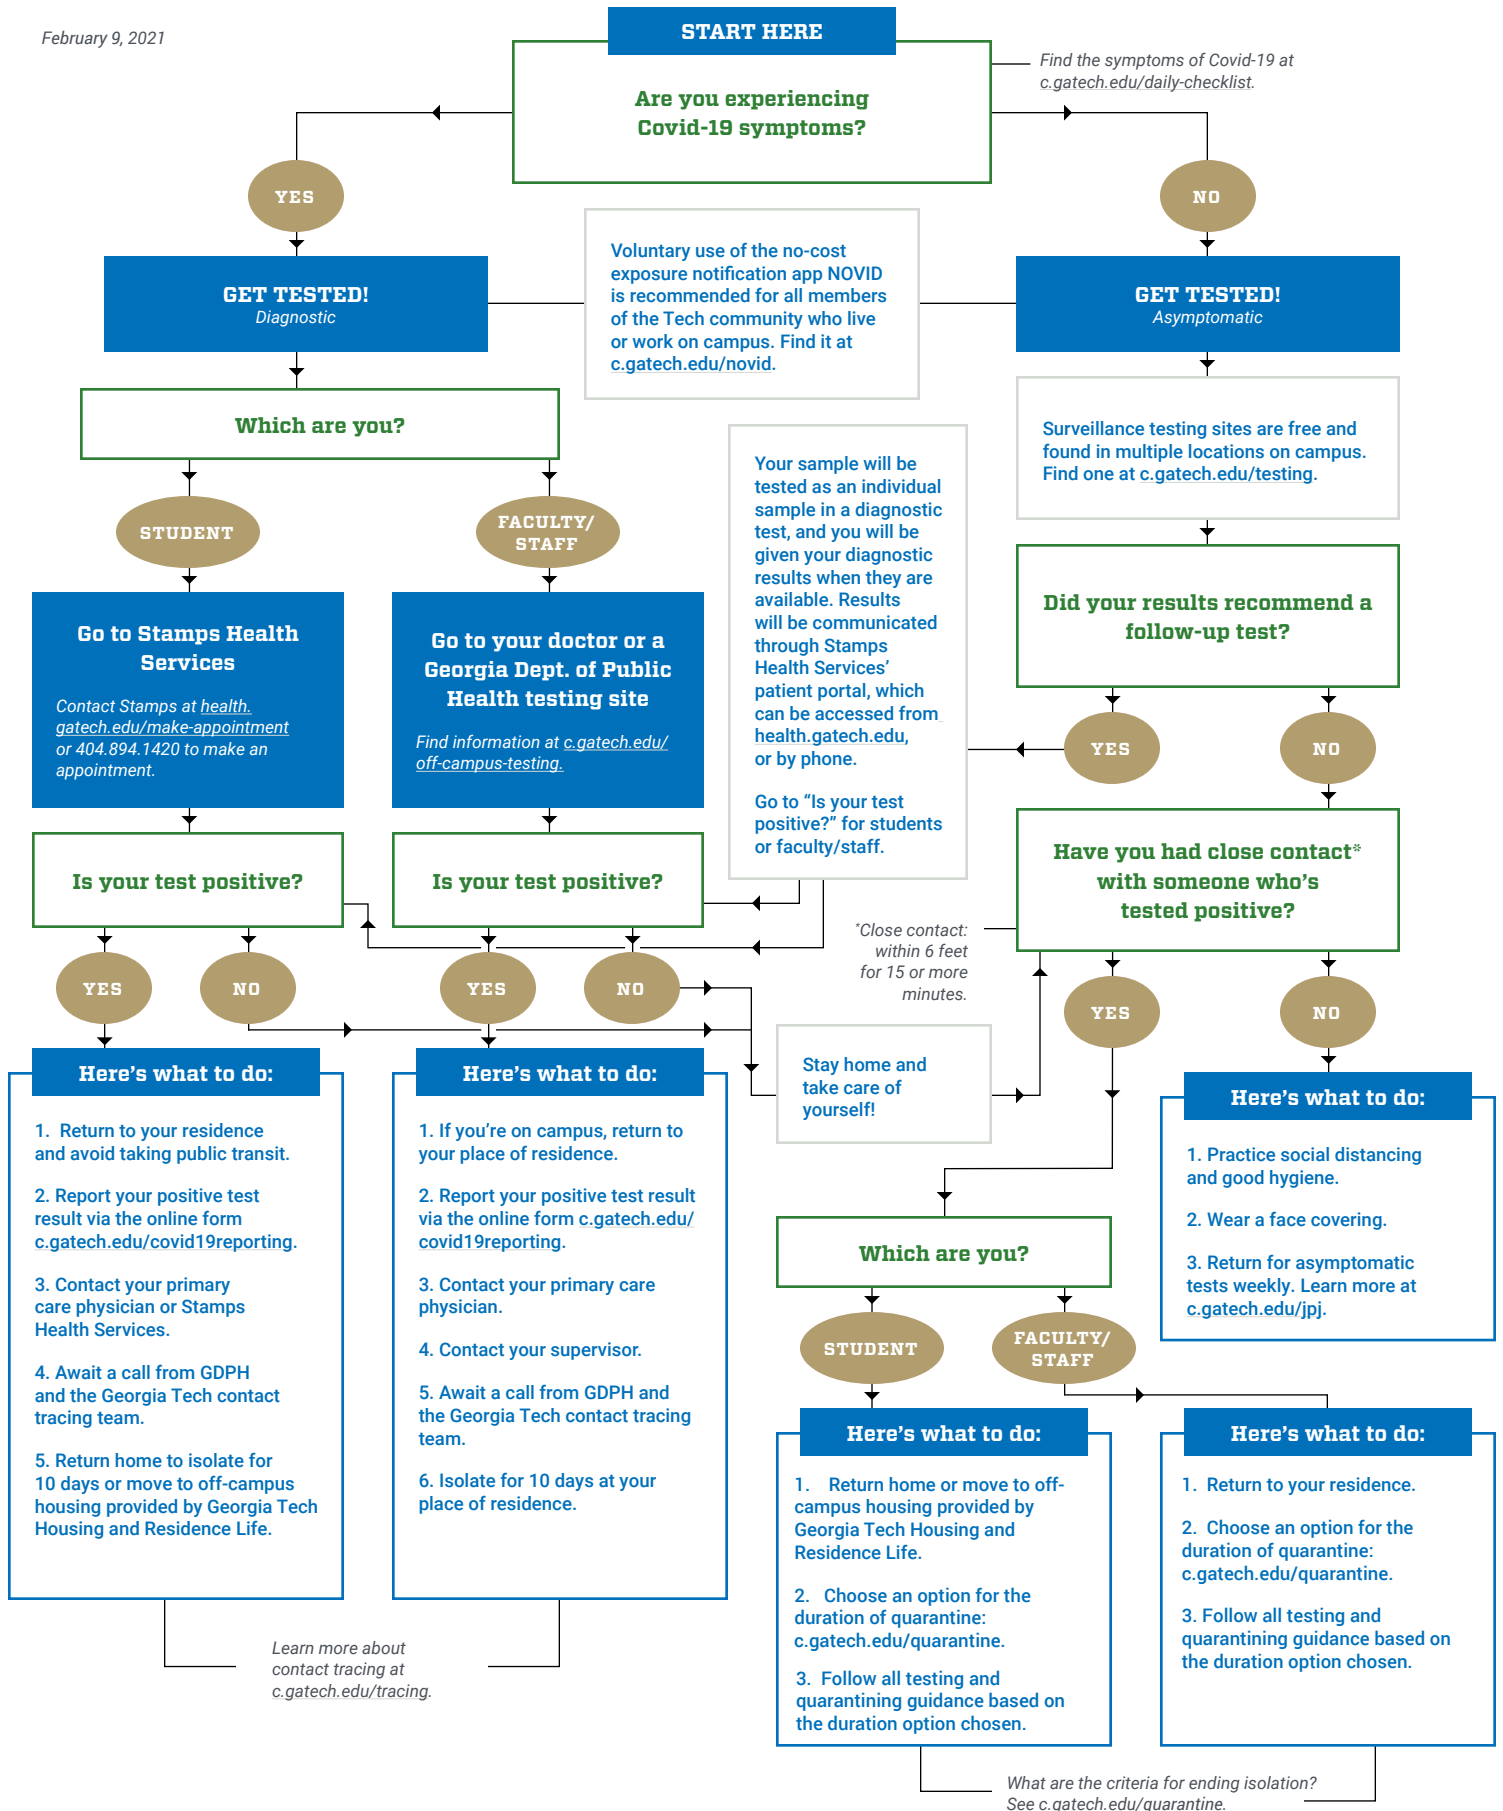 February 9, 2021
START HERE
Are you experiencing
Covid-19 symptoms?
Find the symptoms of Covid-19 at
c.gatech.edu/daily-checklist.
YES
NO
GET TESTED!
Diagnostic
Voluntary use of the no-cost
exposure notification app NOVID
is recommended for all members
of the Tech community who live
or work on campus. Find it at
c.gatech.edu/novid.
GET TESTED!
Asymptomatic
Which are you?
STUDENT
FACULTY/
STAFF
Go to Stamps Health
Services
Contact Stamps at health.
gatech.edu/make-appointment
or 404.894.1420 to make an
appointment.
Go to your doctor or a
Georgia Dept. of Public
Health testing site
Find information at c.gatech.edu/
off-campus-testing.
Your sample will be
tested as an individual
sample in a diagnostic
test, and you will be
given your diagnostic
results when they are
available. Results
will be communicated
through Stamps
Health Services’
patient portal, which
can be accessed from
health.gatech.edu,
or by phone.
Go to “Is your test
positive?” for students
or faculty/staff.
Surveillance testing sites are free and
found in multiple locations on campus.
Find one at c.gatech.edu/testing.
Did your results recommend a
follow-up test?
YES
NO
Is your test positive?
Is your test positive?
Have you had close contact*
with someone who’s
tested positive?
*Close contact:
within 6 feet
for 15 or more
minutes.
YES
NO
YES
NO
YES
NO
Stay home and
take care of
yourself!
Here’s what to do:
1. Return to your residence
and avoid taking public transit.
2. Report your positive test
result via the online form
c.gatech.edu/covid19reporting.
3. Contact your primary
care physician or Stamps
Health Services.
4. Await a call from GDPH
and the Georgia Tech contact
tracing team.
5. Return home to isolate for
10 days or move to off-campus
housing provided by Georgia Tech
Housing and Residence Life.
Here’s what to do:
1. If you’re on campus, return to
your place of residence.
2. Report your positive test result
via the online form c.gatech.edu/
covid19reporting.
3. Contact your primary care
physician.
4. Contact your supervisor.
5. Await a call from GDPH and
the Georgia Tech contact tracing
team.
6. Isolate for 10 days at your
place of residence.
Learn more about
contact tracing at
c.gatech.edu/tracing.
Here’s what to do:
1. Practice social distancing
and good hygiene.
2. Wear a face covering.
3. Return for asymptomatic
tests weekly. Learn more at
c.gatech.edu/jpj.
Which are you?
STUDENT
FACULTY/
STAFF
Here’s what to do:
1. Return home or move to off-
campus housing provided by
Georgia Tech Housing and
Residence Life.
2. Choose an option for the
duration of quarantine:
c.gatech.edu/quarantine.
3. Follow all testing and
quarantining guidance based on
the duration option chosen.
Here’s what to do:
1. Return to your residence.
2. Choose an option for the
duration of quarantine:
c.gatech.edu/quarantine.
3. Follow all testing and
quarantining guidance based on
the duration option chosen.
What are the criteria for ending isolation?
See c.gatech.edu/quarantine.